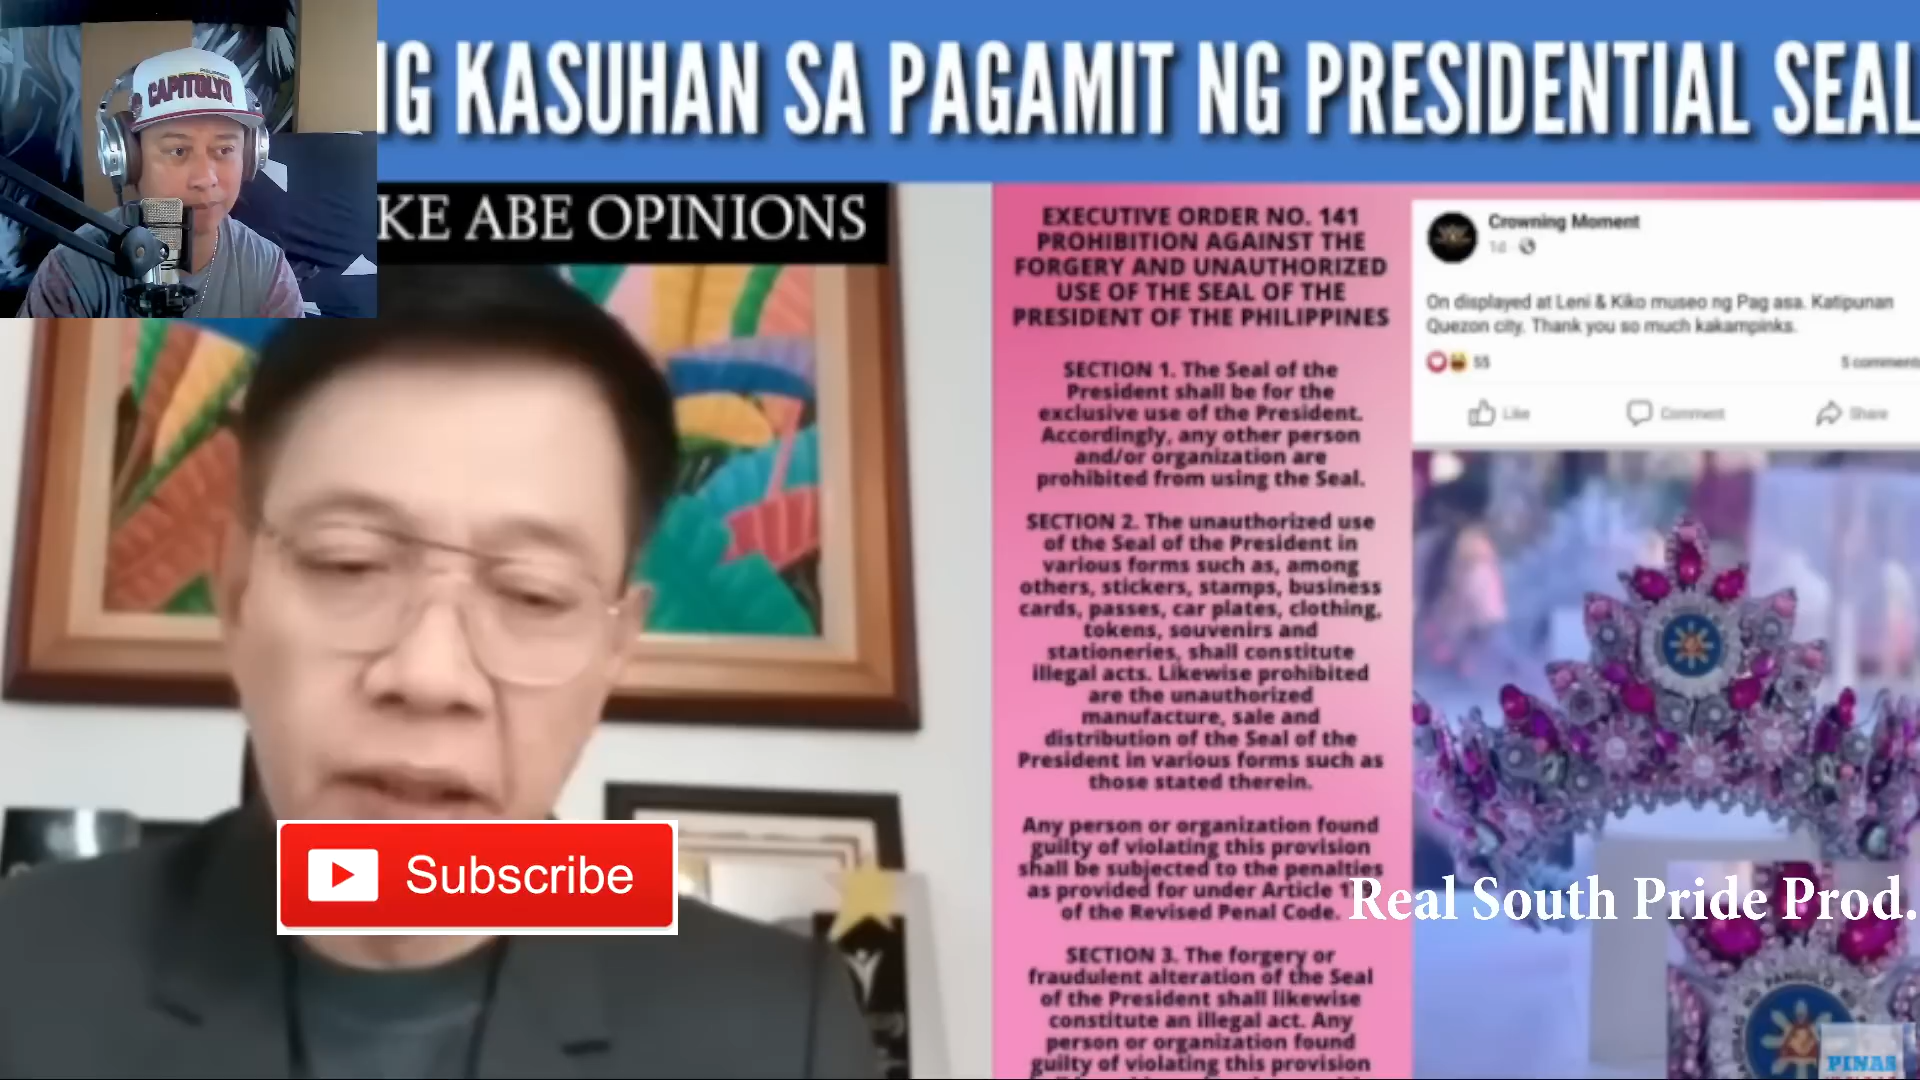 CAPITOLYO
NG KASUHAN SA PAGAMIT NG PRESIDENTIAL SEAL
KE ABE OPINIONS
EXECUTIVE ORDER NO. 141
PROHIBITION AGAINST THE
FORGERY AND UNAUTHORIZED
USE OF THE SEAL OF THE
PRESIDENT OF THE PHILIPPINES
SECTION 1. The Seal of the
President shall be for the
exclusive use of the President.
Accordingly, any other person
and/or organization are
prohibited from using the Seal.
SECTION 2. The unauthorized use
of the Seal of the President in
various forms such as, among
others, stickers, stamps, business
cards, passes, car plates, clothing,
tokens, souvenirs and
stationeries, shall constitute
illegal acts. Likewise prohibited
are the unauthorized
manufacture, sale and
distribution of the Seal of the
President in various forms such as
those stated therein.
Any person or organization found
guilty of violating this provision
shall be subjected to the penalties
as provided for under Article
of the Revised Penal Code.
SECTION 3. The forgery or
fraudulent alteration of the Seal
of the President shall likewise
constitute an illegal act. Any
person or organization found
guilty of violating this provision
Crowning Moment
1d
On displayed at Leni & Kiko museo ng Pag asa. Katipunan
Quezon city. Thank you so much kakampinks.
55 5 comments
Like Comment Share
Subscribe
Real South Pride Prod.
PINAS